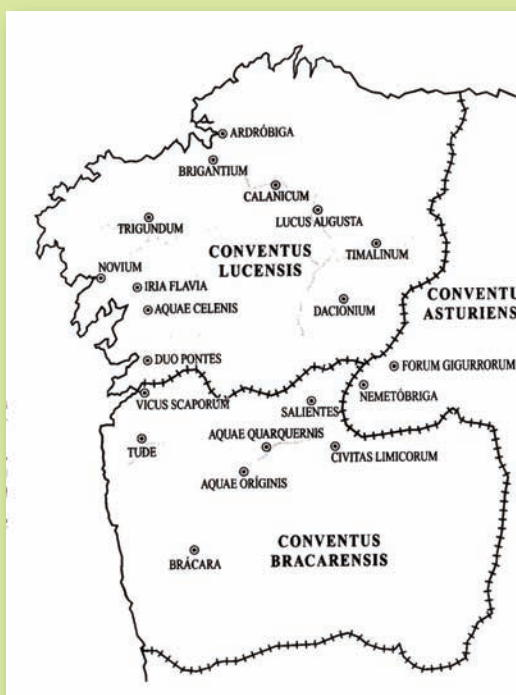 ARDRÓBIGA
BRIGANTIUM
CALANICUM
LUCUS AUGUSTA
TRIGUNDUM
TIMALINUM
CONVENTUS
LUCENSIS
NOVIUM
IRIA FLAVIA
AQUAE CELENIS
DACIONIUM
CONVENTU
ASTURIENS
DUO PONTES
FORUM GIGURRORUM
NEMETÓBRIGA
VICUS SCAPORUM
SALIENTES
TUDE
AQUAE QUARQUERNIS
CIVITAS LIMICORUM
AQUAE ORÍGINIS
CONVENTUS
BRACARENSIS
BRÁCARA